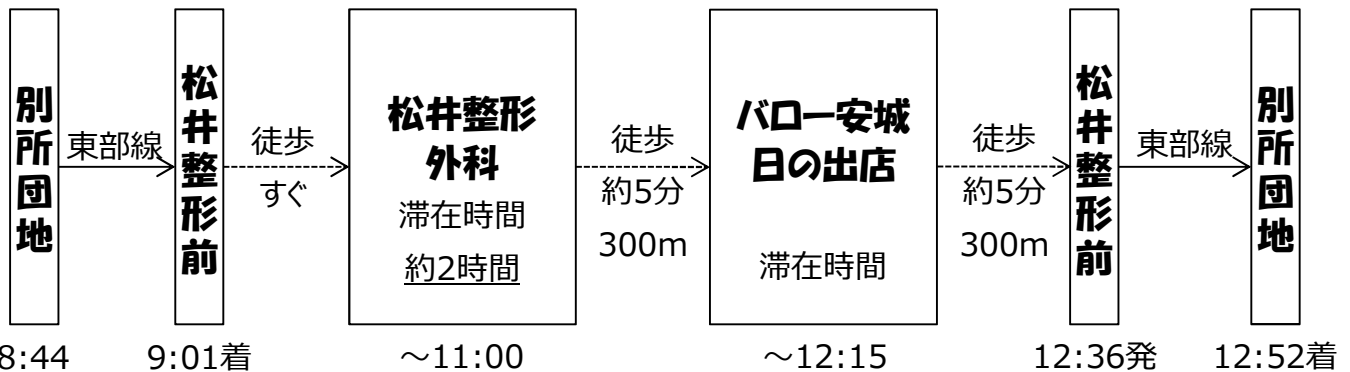 別所団地
東部線
松井整形前
徒歩
すぐ
松井整形
外科
滞在時間
約2時間
徒歩
約5分
300m
バロー安城
日の出店
滞在時間
徒歩
約5分
300m
松井整形前
東部線
別所団地
8:44
9:01着
～11:00
～12:15
12:36発
12:52着